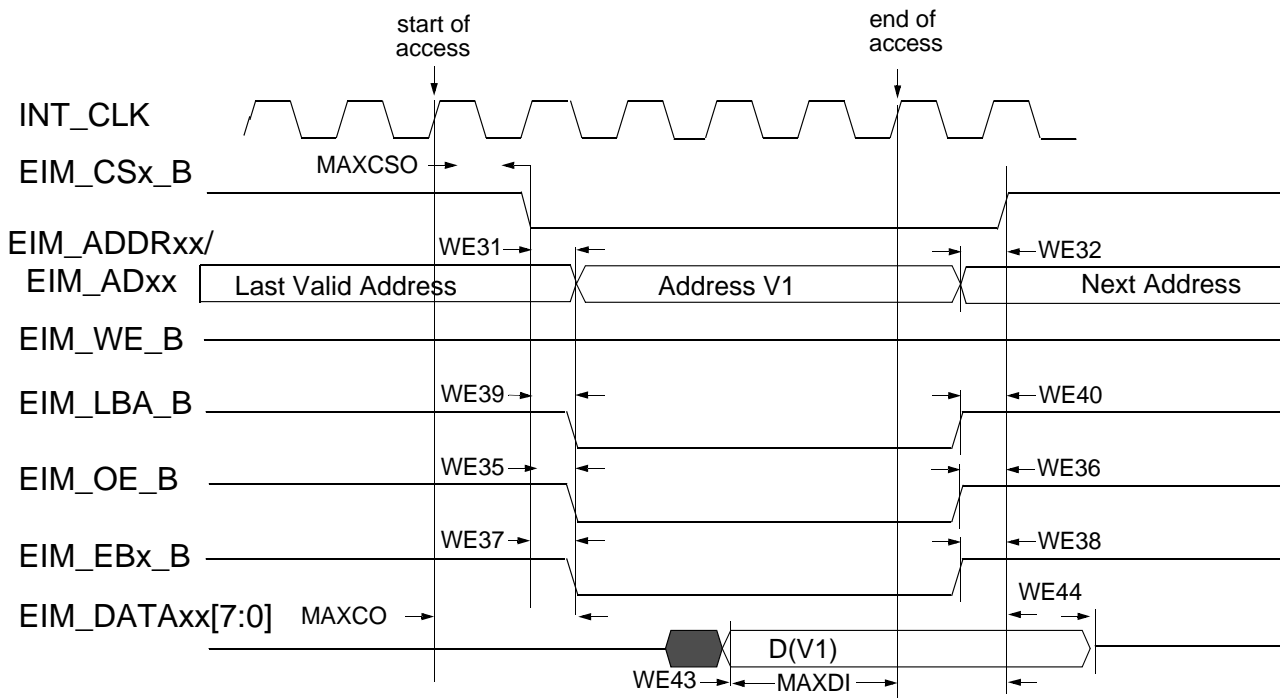 start of
access
end of
access
INT_CLK
EIM_CSx_B
MAXCSO
EIM_ADDRxx/
EIM_ADxx
WE31
WE32
Last Valid Address
Address V1
Next Address
EIM_WE_B
EIM_LBA_B
WE39
WE40
EIM_OE_B
WE35
WE36
EIM_EBx_B
WE37
WE38
EIM_DATAxx[7:0]
MAXCO
WE44
D(V1)
WE43
MAXDI